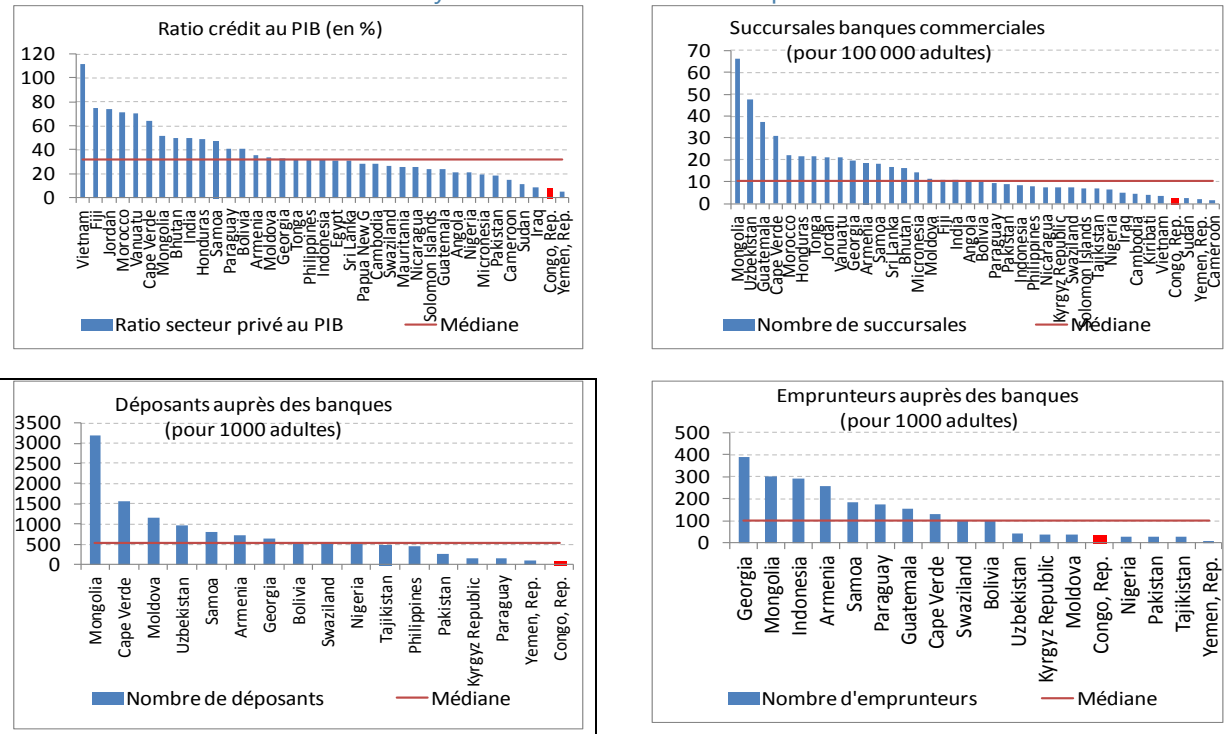 Ratio crédit au PIB (en %)
120
100
80
60
40
20
0
Vietnam
Fiji
Jordan
Morocco
Vanuatu
Cape Verde
Mongolia
Bhutan
India
Honduras
Samoa
Paraguay
Bolivia
Armenia
Moldova
Georgia
Tonga
Philippines
Indonesia
Egypt
Sri Lanka
Papua New G
Cambodia
Swaziland
Mauritania
Nicaragua
Solomon Islands
Guatemala
Angola
Nigeria
Micronesia
Pakistan
Cameroon
Sudan
Iraq
Congo, Rep.
Yemen, Rep.
Ratio secteur privé au PIB
Médiane
Succursales banques commerciales
(pour 100 000 adultes)
70
60
50
40
30
20
10
0
Mongolia
Uzbekistan
Guatemala
Cape Verde
Morocco
Honduras
Tonga
Jordan
Vanuatu
Georgia
Armenia
Samoa
Sri Lanka
Bhutan
Micronesia
Moldova
Fiji
India
Angola
Bolivia
Paraguay
Pakistan
Indonesia
Philippines
Nicaragua
Kyrgyz Republic
Swaziland
Solomon Islands
Tajikistan
Nigeria
Iraq
Cambodia
Kiribati
Vietnam
Congo, Rep.
Sudan
Yemen, Rep.
Cameroon
Nombre de succursales
Médiane
Déposants auprès des banques
(pour 1000 adultes)
3500
3000
2500
2000
1500
1000
500
0
Mongolia
Cape Verde
Moldova
Uzbekistan
Samoa
Armenia
Georgia
Bolivia
Swaziland
Nigeria
Tajikistan
Philippines
Pakistan
Kyrgyz Republic
Paraguay
Yemen, Rep.
Congo, Rep.
Nombre de déposants
Médiane
Emprunteurs auprès des banques
(pour 1000 adultes)
500
400
300
200
100
0
Georgia
Mongolia
Indonesia
Armenia
Samoa
Paraguay
Guatemala
Cape Verde
Swaziland
Bolivia
Uzbekistan
Kyrgyz Republic
Moldova
Congo, Rep.
Nigeria
Pakistan
Tajikistan
Yemen, Rep.
Nombre d'emprunteurs
Médiane